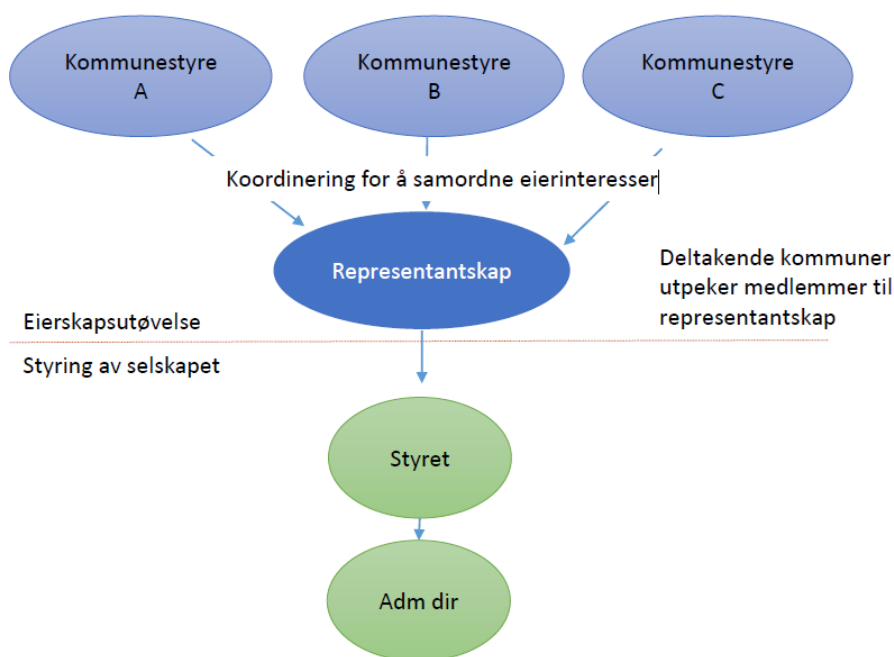 Kommunestyre
A
Kommunestyre
B
Kommunestyre
C
Koordinering for å samordne eierinteresser
Representantskap
Deltakende kommuner
utpeker medlemmer til
representantskap
Eierskapsutøvelse
Styring av selskapet
Styret
Adm dir